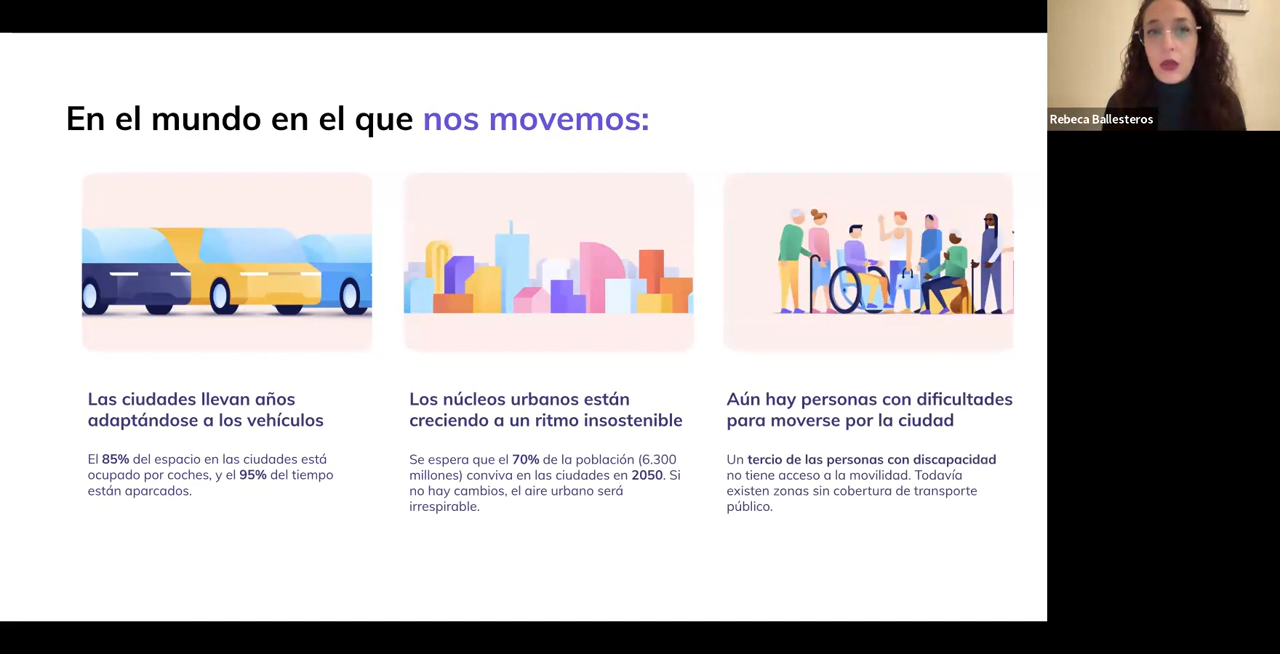 En el mundo en el que nos movemos:
Rebeca Ballesteros
Las ciudades llevan años
adaptándose a los vehículos
El 85% del espacio en las ciudades está
ocupado por coches, y el 95% del tiempo
están aparcados.
Los núcleos urbanos están
creciendo a un ritmo insostenible
Se espera que el 70% de la población (6.300
millones) conviva en las ciudades en 2050. Si
no hay cambios, el aire urbano será
irrespirable.
Aún hay personas con dificultades
para moverse por la ciudad
Un tercio de las personas con discapacidad
no tiene acceso a la movilidad. Todavía
existen zonas sin cobertura de transporte
público.